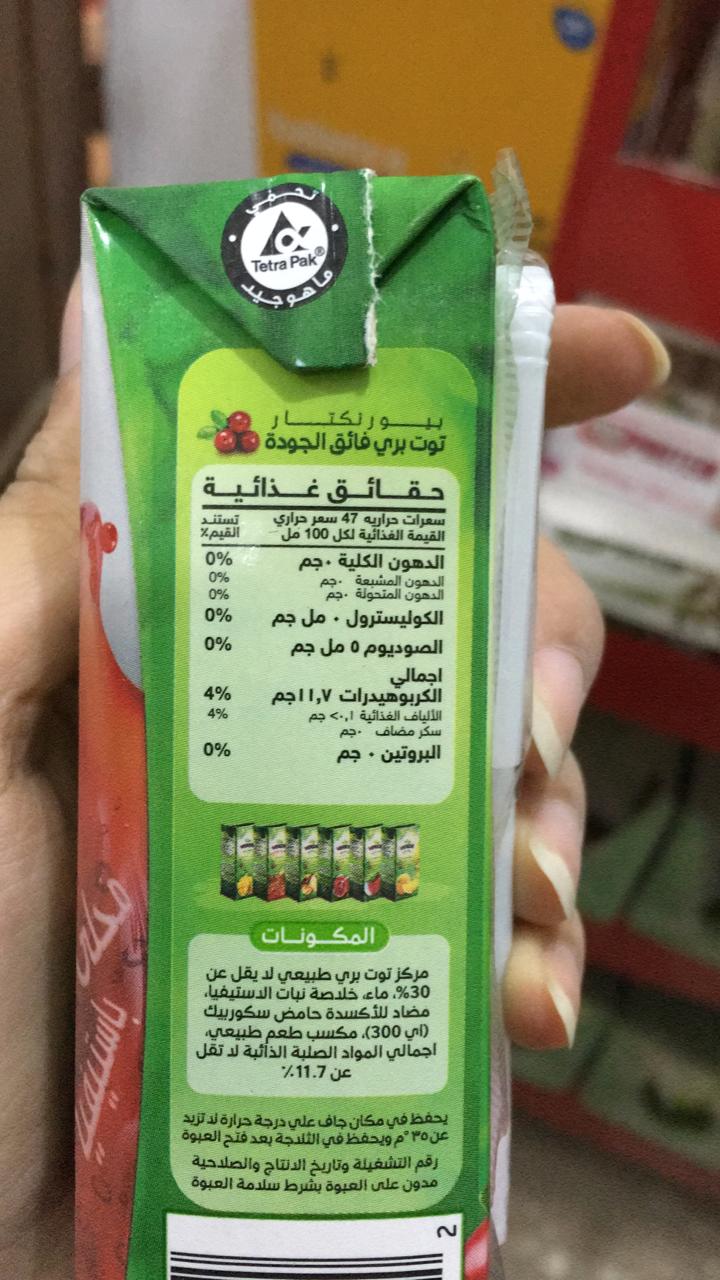 تحمي
Tetra Pak®
ما هو جيد
بيور نكتار
توت بري فائق الجودة
حقائق غذائية
سعرات حراريه 47 سعر حراري
القيمة الغذائية لكل 100 مل
تستند
القيم٪
الدهون الكلية ٠جم 0%
الدهون المشبعة ٠جم 0%
الدهون المتحولة ٠جم 0%
الكوليسترول ٠ مل جم 0%
الصوديوم ٥ مل جم 0%
اجمالي
الكربوهيدرات ١١,٧جم 4%
الألياف الغذائية ٠,١> جم 4%
سكر مضاف ٠جم
البروتين ٠ جم 0%
المكونات
مركز توت بري طبيعي لا يقل عن
30%، ماء، خلاصة نبات الاستيفيا،
مضاد للأكسدة حامض سكوربيك
(اي 300)، مكسب طعم طبيعي،
اجمالي المواد الصلبة الذائبة لا تقل
عن 11.7٪
يحفظ في مكان جاف علي درجة حرارة لا تزيد
عن ٣٥°م ويحفظ في الثلاجة بعد فتح العبوة
رقم التشغيلة وتاريخ الانتاج والصلاحية
مدون على العبوة بشرط سلامة العبوة
محلى
باستيفيا
2